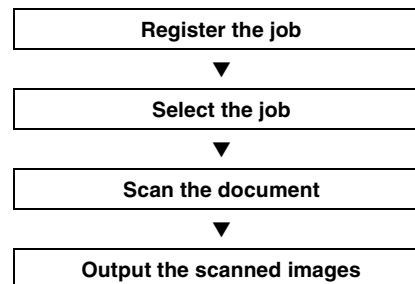 Register the job
▼
Select the job
▼
Scan the document
▼
Output the scanned images